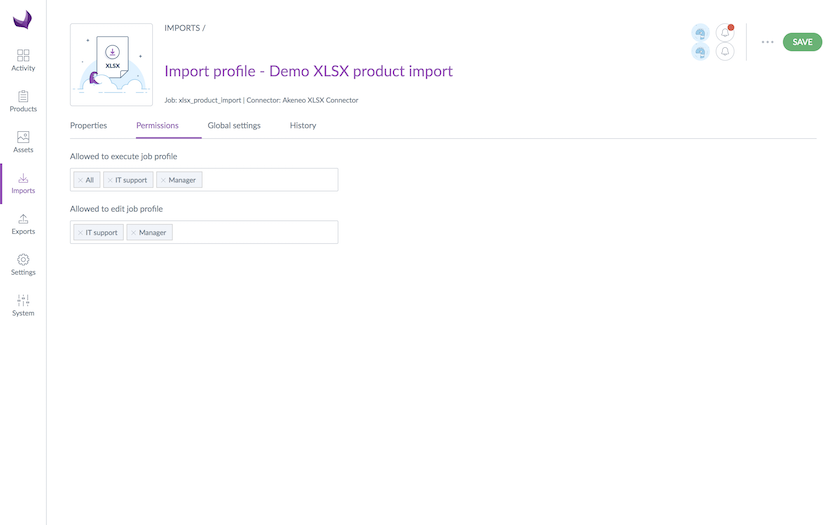 IMPORTS /
SAVE
XLSX
Import profile - Demo XLSX product import
Job: xlsx_product_import | Connector: Akeneo XLSX Connector
Activity
Products
Assets
Imports
Exports
Settings
System
Properties Permissions Global settings History
Allowed to execute job profile
× All × IT support × Manager
Allowed to edit job profile
× IT support × Manager